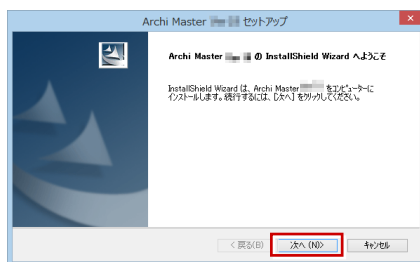 Archi Master セットアップ
Archi Master の InstallShield Wizard へようこそ
InstallShield Wizard は、Archi Master をコンピューターに
インストールします。続行するには、[次へ] をクリックしてください。
< 戻る(B)
次へ (N)>
キャンセル